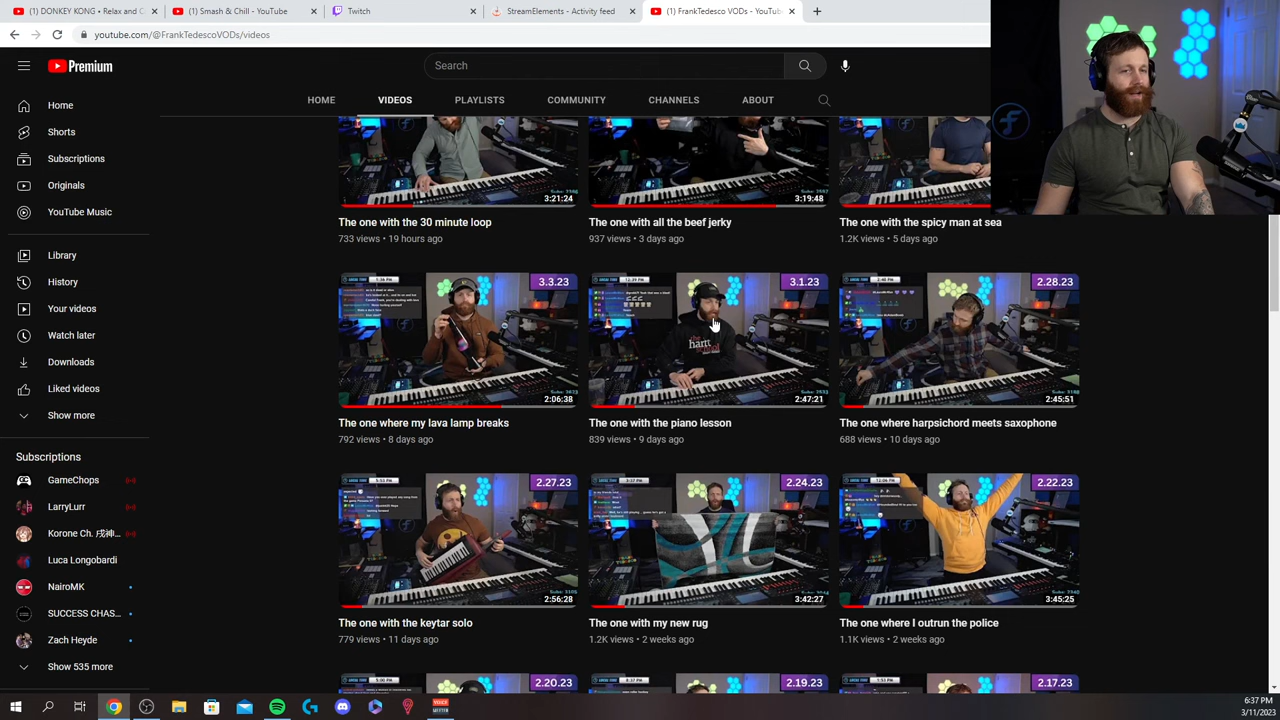 (1) DONKEY KONG • Relax and C
(1) Smash & Chill - YouTube
Twitch
StreamElements - Activity feed
(1) FrankTedesco VODs - YouTub
youtube.com/@FrankTedescoVODs/videos
Premium
Search
HOME
VIDEOS
PLAYLISTS
COMMUNITY
CHANNELS
ABOUT
Home
Shorts
Subscriptions
Originals
YouTube Music
Library
History
Your videos
Watch later
Downloads
Liked videos
Show more
Subscriptions
GameChops
LarryLurr
Korone Ch. 戌神...
Luca Longobardi
NairoMK
SUCCESS CHAS...
Zach Heyde
Show 535 more
3:21:24
3:19:48
The one with the 30 minute loop
733 views • 19 hours ago
The one with all the beef jerky
937 views • 3 days ago
The one with the spicy man at sea
1.2K views • 5 days ago
3.3.23
2:06:38
3.1.23
the hartt school
2:47:21
2.28.23
2:45:51
The one where my lava lamp breaks
792 views • 8 days ago
The one with the piano lesson
839 views • 9 days ago
The one where harpsichord meets saxophone
688 views • 10 days ago
2.27.23
2:56:28
2.24.23
3:42:27
2.22.23
3:45:25
The one with the keytar solo
779 views • 11 days ago
The one with my new rug
1.2K views • 2 weeks ago
The one where I outrun the police
1.1K views • 2 weeks ago
2.20.23
2.19.23
2.17.23
6:37 PM
3/11/2023